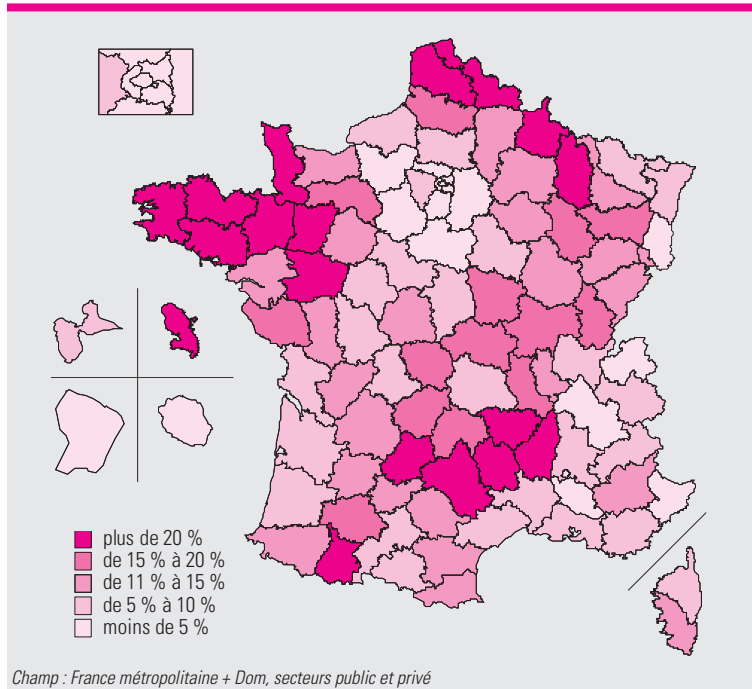 plus de 20 %
de 15 % à 20 %
de 11 % à 15 %
de 5 % à 10 %
moins de 5 %
Champ : France métropolitaine + Dom, secteurs public et privé